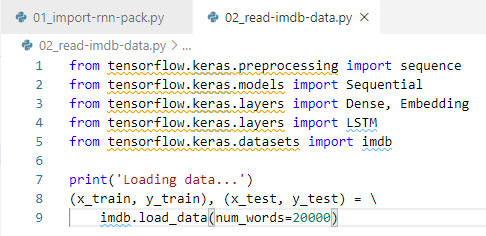 01_import-rnn-pack.py
02_read-imdb-data.py ×
02_read-imdb-data.py > ...
1 from tensorflow.keras.preprocessing import sequence
2 from tensorflow.keras.models import Sequential
3 from tensorflow.keras.layers import Dense, Embedding
4 from tensorflow.keras.layers import LSTM
5 from tensorflow.keras.datasets import imdb
6
7 print('Loading data...')
8 (x_train, y_train), (x_test, y_test) = \
9     imdb.load_data(num_words=20000)